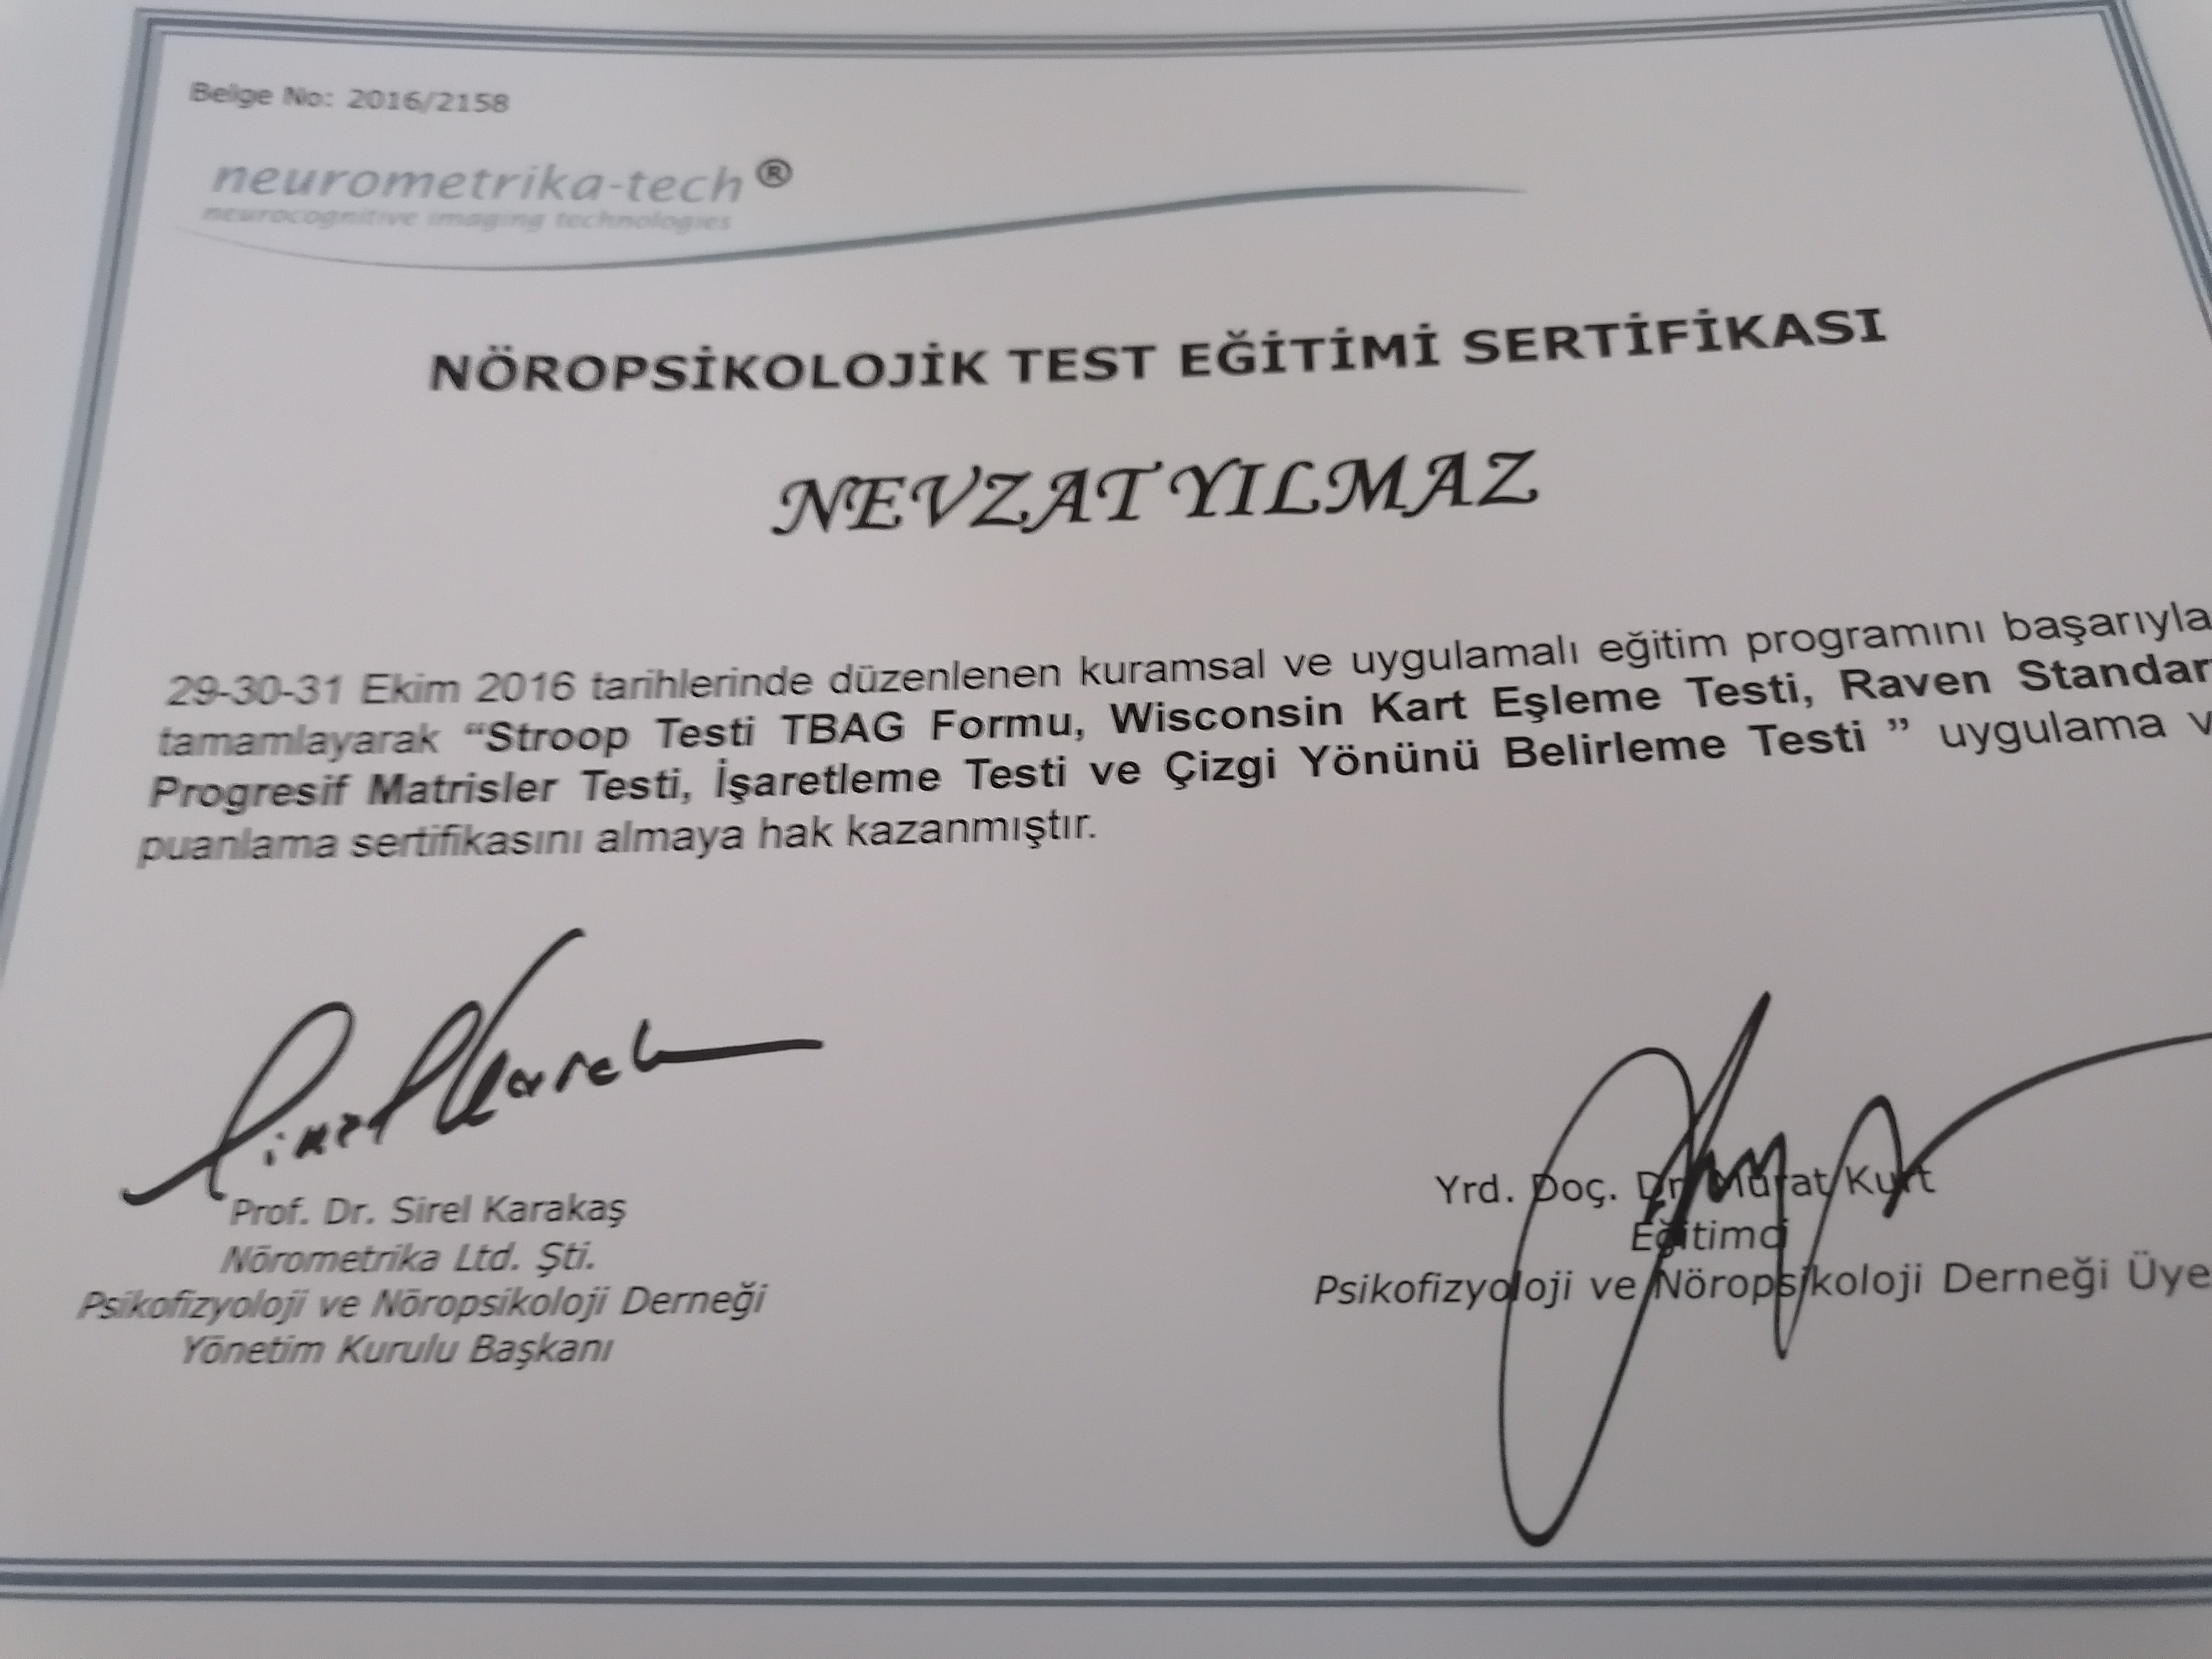 Belge No: 2016/2158
neurometrika-tech®
neurocognitive imaging technologies
NÖROPSİKOLOJİK TEST EĞİTİMİ SERTİFİKASI
NEVZAT YILMAZ
29-30-31 Ekim 2016 tarihlerinde düzenlenen kuramsal ve uygulamalı eğitim programını başarıyla
tamamlayarak “Stroop Testi TBAG Formu, Wisconsin Kart Eşleme Testi, Raven Standar
Progresif Matrisler Testi, İşaretleme Testi ve Çizgi Yönünü Belirleme Testi ” uygulama v
puanlama sertifikasını almaya hak kazanmıştır.
Prof. Dr. Sirel Karakaş
Nörometrika Ltd. Şti.
Psikofizyoloji ve Nöropsikoloji Derneği
Yönetim Kurulu Başkanı
Yrd. Doç. Dr. Murat Kurt
Eğitimci
Psikofizyoloji ve Nöropsikoloji Derneği Üye